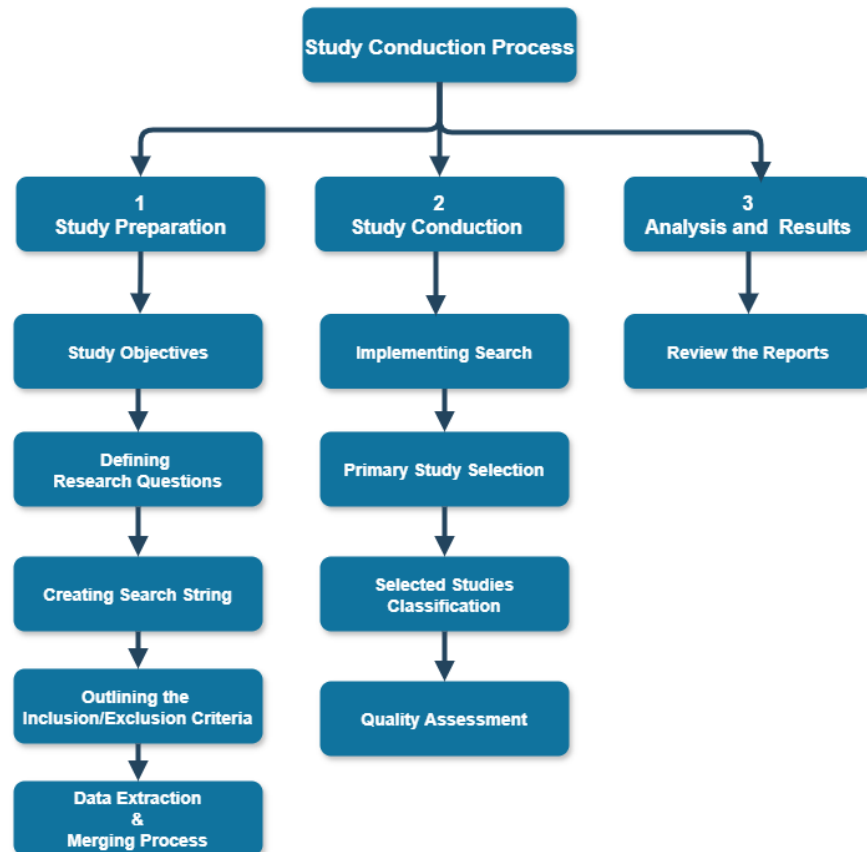 Study Conduction Process
1
Study Preparation
2
Study Conduction
3
Analysis and Results
Study Objectives
Implementing Search
Review the Reports
Defining
Research Questions
Primary Study Selection
Creating Search String
Selected Studies
Classification
Outlining the
Inclusion/Exclusion Criteria
Quality Assessment
Data Extraction
&
Merging Process